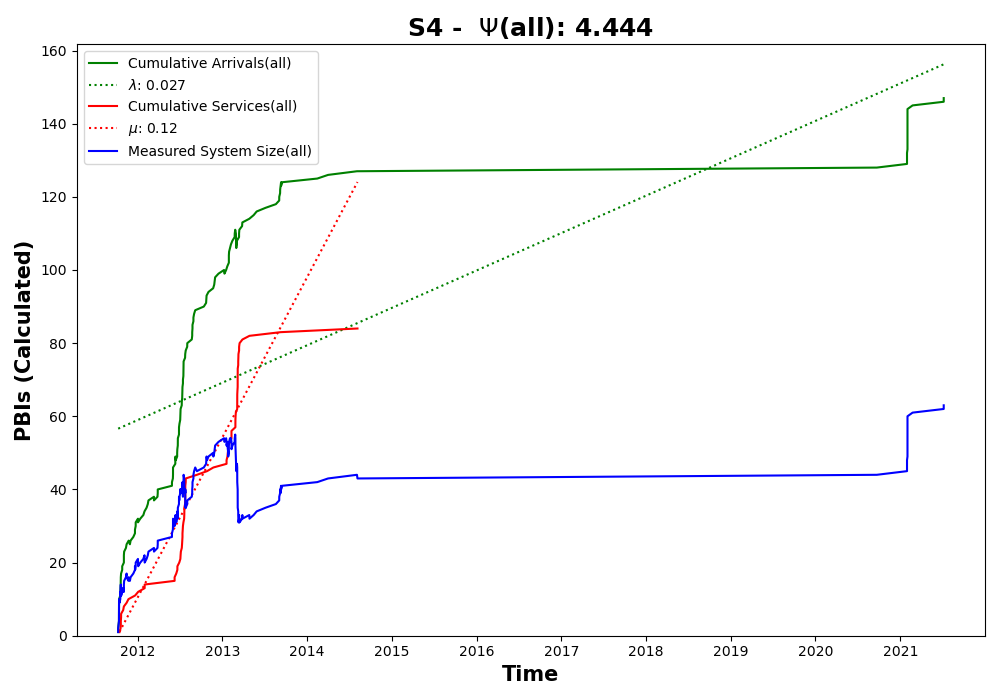 S4 - Ψ(all): 4.444
Cumulative Arrivals(all)
λ: 0.027
Cumulative Services(all)
μ: 0.12
Measured System Size(all)
PBIs (Calculated)
160
140
120
100
80
60
40
20
0
2012 2013 2014 2015 2016 2017 2018 2019 2020 2021
Time